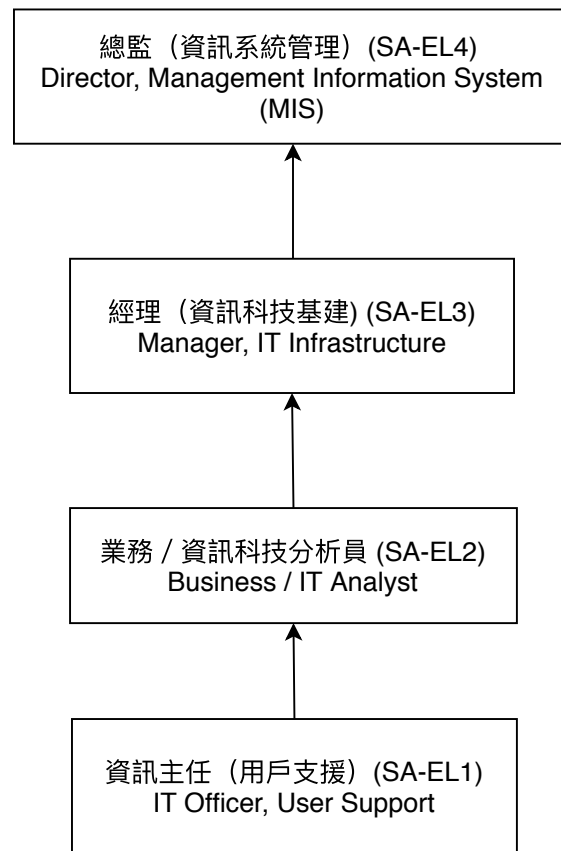 總監（資訊系統管理）(SA-EL4)
Director, Management Information System
(MIS)
經理（資訊科技基建) (SA-EL3)
Manager, IT Infrastructure
業務 / 資訊科技分析員 (SA-EL2)
Business / IT Analyst
資訊主任（用戶支援）(SA-EL1)
IT Officer, User Support